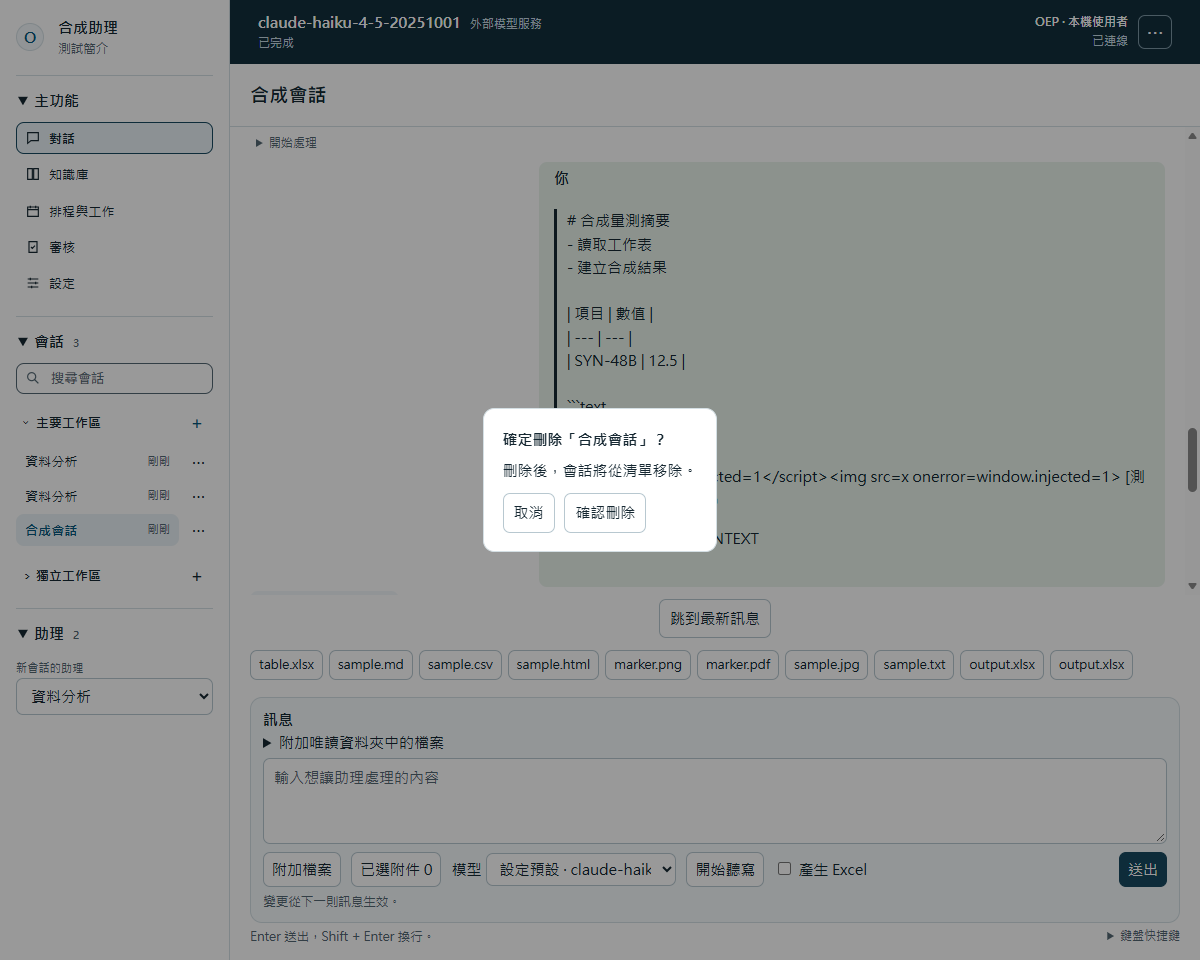 O
合成助理
測試簡介
▼ 主功能
對話
知識庫
排程與工作
審核
設定
▼ 會話 3
搜尋會話
主要工作區 +
資料分析 剛剛 ...
資料分析 剛剛 ...
合成會話 剛剛 ...
獨立工作區 +
▼ 助理 2
新會話的助理
資料分析
claude-haiku-4-5-20251001 外部模型服務
已完成
OEP · 本機使用者
已連線
...
合成會話
▶ 開始處理
你
# 合成量測摘要
- 讀取工作表
- 建立合成結果
| 項目 | 數值 |
| --- | --- |
| SYN-48B | 12.5 |
```text
cted=1</script><img src=x onerror=window.injected=1> [測
NTEXT
確定刪除「合成會話」？
刪除後，會話將從清單移除。
取消
確認刪除
跳到最新訊息
table.xlsx
sample.md
sample.csv
sample.html
marker.png
marker.pdf
sample.jpg
sample.txt
output.xlsx
output.xlsx
訊息
▶ 附加唯讀資料夾中的檔案
輸入想讓助理處理的內容
附加檔案
已選附件 0
模型
設定預設 · claude-haik
開始聽寫
產生 Excel
送出
變更從下一則訊息生效。
Enter 送出，Shift + Enter 換行。
▶ 鍵盤快捷鍵